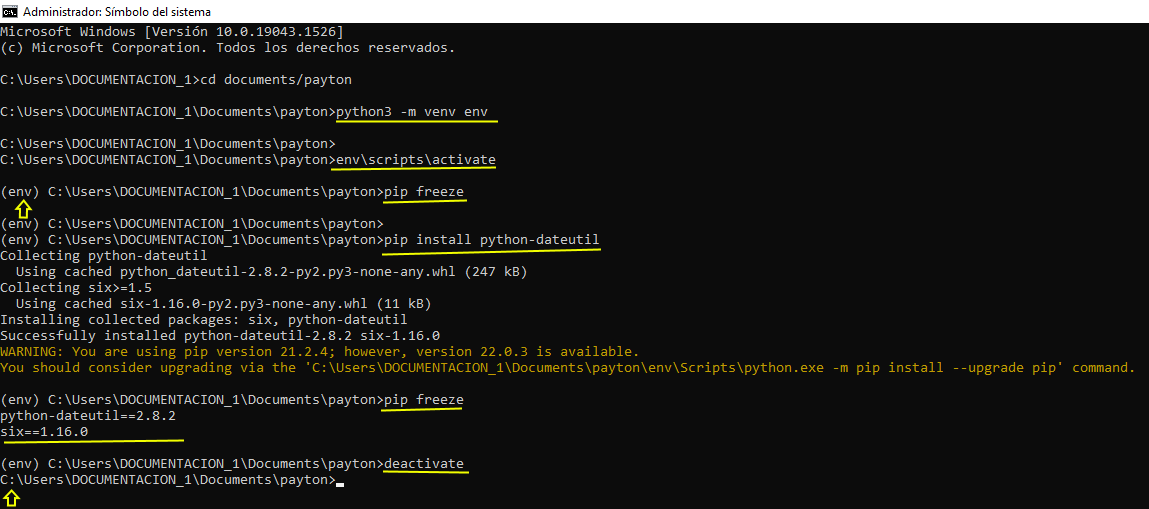 Administrador: Símbolo del sistema
Microsoft Windows [Versión 10.0.19043.1526]
(c) Microsoft Corporation. Todos los derechos reservados.
C:\Users\DOCUMENTACION_1>cd documents/payton
C:\Users\DOCUMENTACION_1\Documents\payton>python3 -m venv env
C:\Users\DOCUMENTACION_1\Documents\payton>
C:\Users\DOCUMENTACION_1\Documents\payton>env\scripts\activate
(env) C:\Users\DOCUMENTACION_1\Documents\payton>pip freeze
(env) C:\Users\DOCUMENTACION_1\Documents\payton>
(env) C:\Users\DOCUMENTACION_1\Documents\payton>pip install python-dateutil
Collecting python-dateutil
  Using cached python_dateutil-2.8.2-py2.py3-none-any.whl (247 kB)
Collecting six>=1.5
  Using cached six-1.16.0-py2.py3-none-any.whl (11 kB)
Installing collected packages: six, python-dateutil
Successfully installed python-dateutil-2.8.2 six-1.16.0
WARNING: You are using pip version 21.2.4; however, version 22.0.3 is available.
You should consider upgrading via the 'C:\Users\DOCUMENTACION_1\Documents\payton\env\Scripts\python.exe -m pip install --upgrade pip' command.
(env) C:\Users\DOCUMENTACION_1\Documents\payton>pip freeze
python-dateutil==2.8.2
six==1.16.0
(env) C:\Users\DOCUMENTACION_1\Documents\payton>deactivate
C:\Users\DOCUMENTACION_1\Documents\payton>